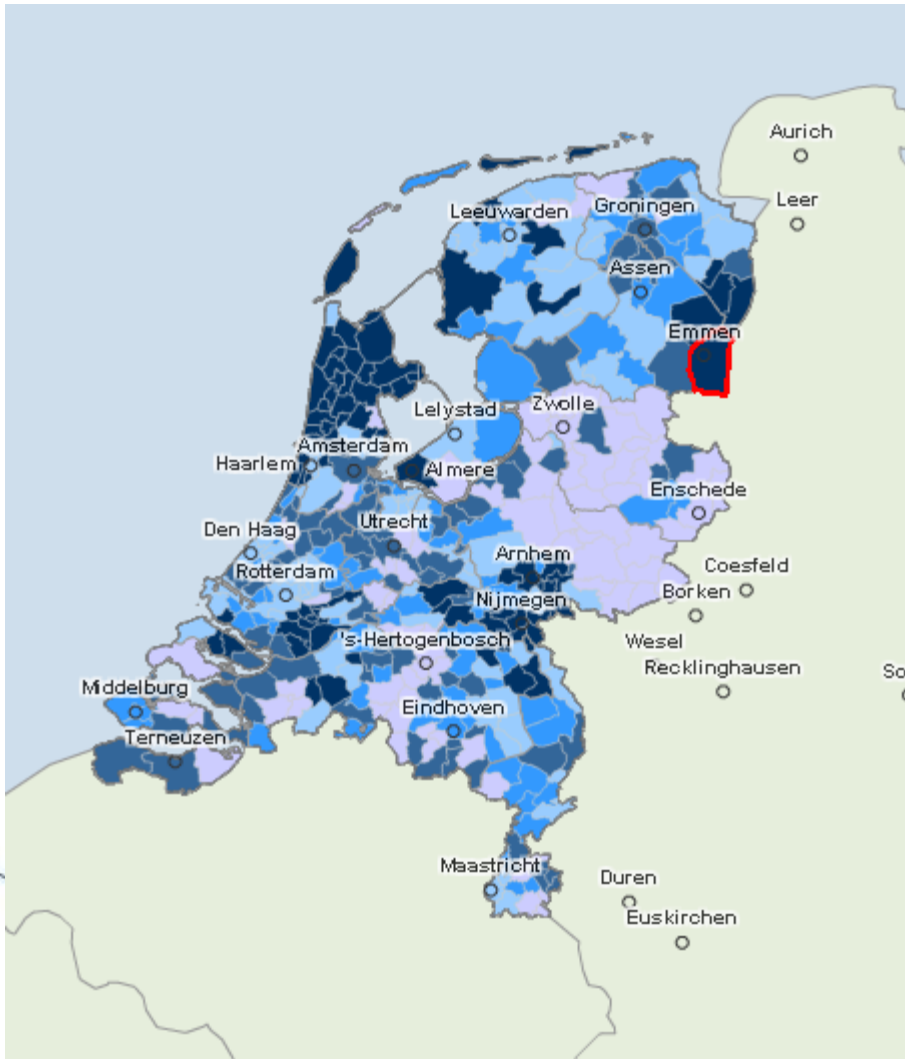 Aurich
Leer
Leeuwarden
Groningen
Assen
Emmen
Zwolle
Lelystad
Amsterdam
Haarlem
Almere
Enschede
Utrecht
Den Haag
Arnhem
Coesfeld
Rotterdam
Borken
Nijmegen
Wesel
's-Hertogenbosch
Recklinghausen
So
Middelburg
Eindhoven
Terneuzen
Maastricht
Duren
Euskirchen